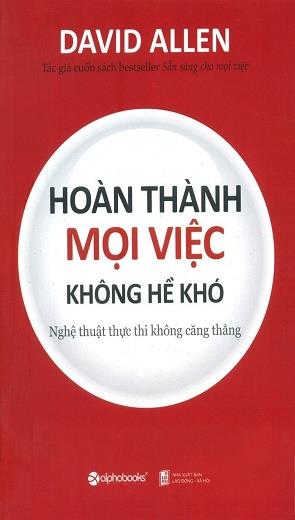 DAVID ALLEN
Tác giả cuốn sách bestseller Sẵn sàng cho mọi việc
HOÀN THÀNH
MỌI VIỆC
KHÔNG HỀ KHÓ
Nghệ thuật thực thi không căng thẳng
alphabooks
NHÀ XUẤT BẢN
LAO ĐỘNG - XÃ HỘI